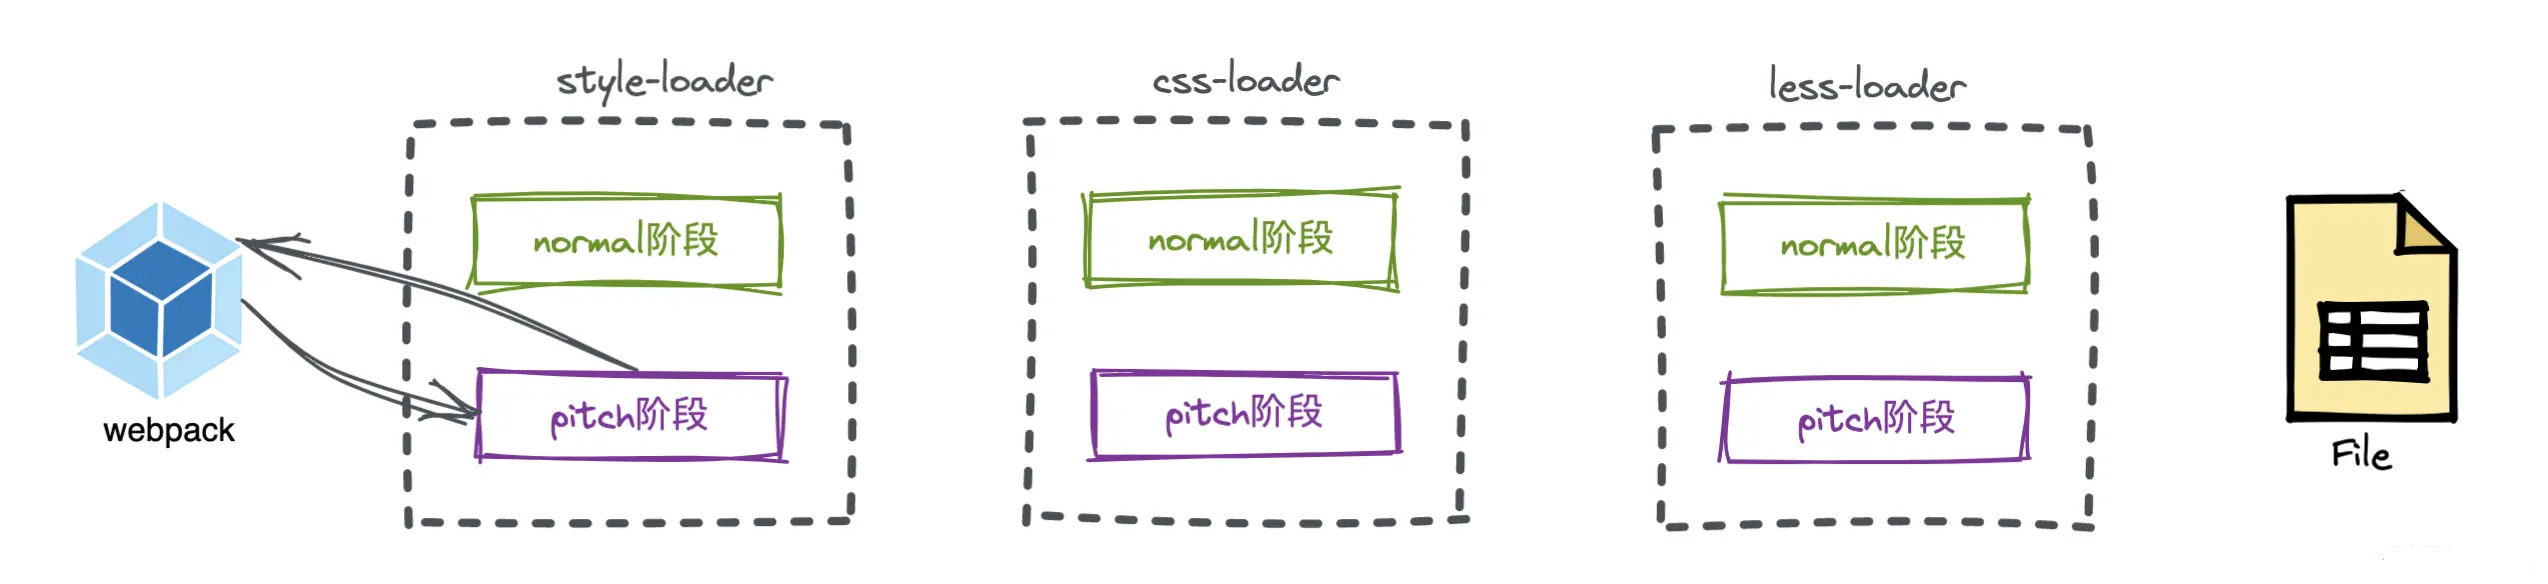 style-loader
css-loader
less-loader
normal阶段
normal阶段
normal阶段
pitch阶段
pitch阶段
pitch阶段
webpack
File